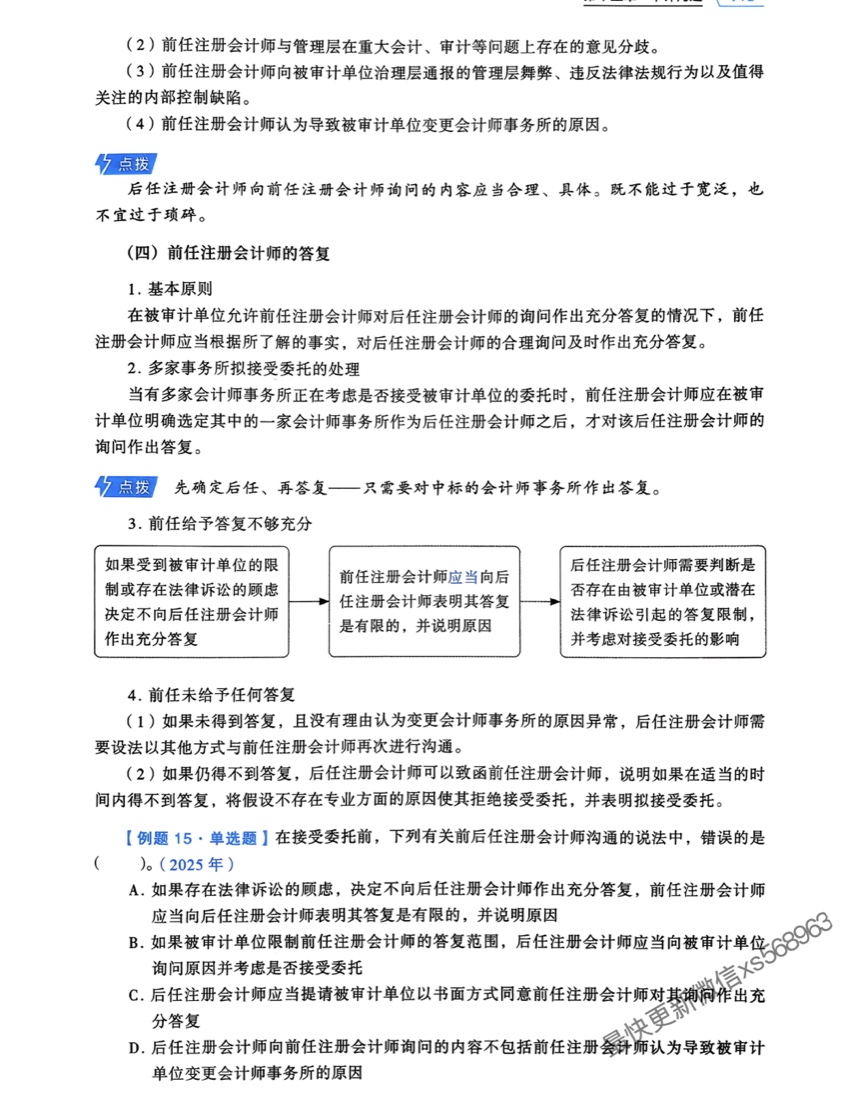 （2）前任注册会计师与管理层在重大会计、审计等问题上存在的意见分歧。
（3）前任注册会计师向被审计单位治理层通报的管理层舞弊、违反法律法规行为以及值得
关注的内部控制缺陷。
（4）前任注册会计师认为导致被审计单位变更会计师事务所的原因。
点拨
后任注册会计师向前任注册会计师询问的内容应当合理、具体。既不能过于宽泛，也
不宜过于琐碎。
（四）前任注册会计师的答复
1. 基本原则
在被审计单位允许前任注册会计师对后任注册会计师的询问作出充分答复的情况下，前任
注册会计师应当根据所了解的事实，对后任注册会计师的合理询问及时作出充分答复。
2. 多家事务所拟接受委托的处理
当有多家会计师事务所正在考虑是否接受被审计单位的委托时，前任注册会计师应在被审
计单位明确选定其中的一家会计师事务所作为后任注册会计师之后，才对该后任注册会计师的
询问作出答复。
点拨 先确定后任、再答复——只需要对中标的会计师事务所作出答复。
3. 前任给予答复不够充分
如果受到被审计单位的限
制或存在法律诉讼的顾虑
决定不向后任注册会计师
作出充分答复
前任注册会计师应当向后
任注册会计师表明其答复
是有限的，并说明原因
后任注册会计师需要判断是
否存在由被审计单位或潜在
法律诉讼引起的答复限制，
并考虑对接受委托的影响
4. 前任未给予任何答复
（1）如果未得到答复，且没有理由认为变更会计师事务所的原因异常，后任注册会计师需
要设法以其他方式与前任注册会计师再次进行沟通。
（2）如果仍得不到答复，后任注册会计师可以致函前任注册会计师，说明如果在适当的时
间内得不到答复，将假设不存在专业方面的原因使其拒绝接受委托，并表明拟接受委托。
【例题 15·单选题】在接受委托前，下列有关前后任注册会计师沟通的说法中，错误的是
（　　）。（2025 年）
A. 如果存在法律诉讼的顾虑，决定不向后任注册会计师作出充分答复，前任注册会计师
应当向后任注册会计师表明其答复是有限的，并说明原因
B. 如果被审计单位限制前任注册会计师的答复范围，后任注册会计师应当向被审计单位
询问原因并考虑是否接受委托
C. 后任注册会计师应当提请被审计单位以书面方式同意前任注册会计师对其询问作出充
分答复
D. 后任注册会计师向前任注册会计师询问的内容不包括前任注册会计师认为导致被审计
单位变更会计师事务所的原因
最快更新微信xs568963